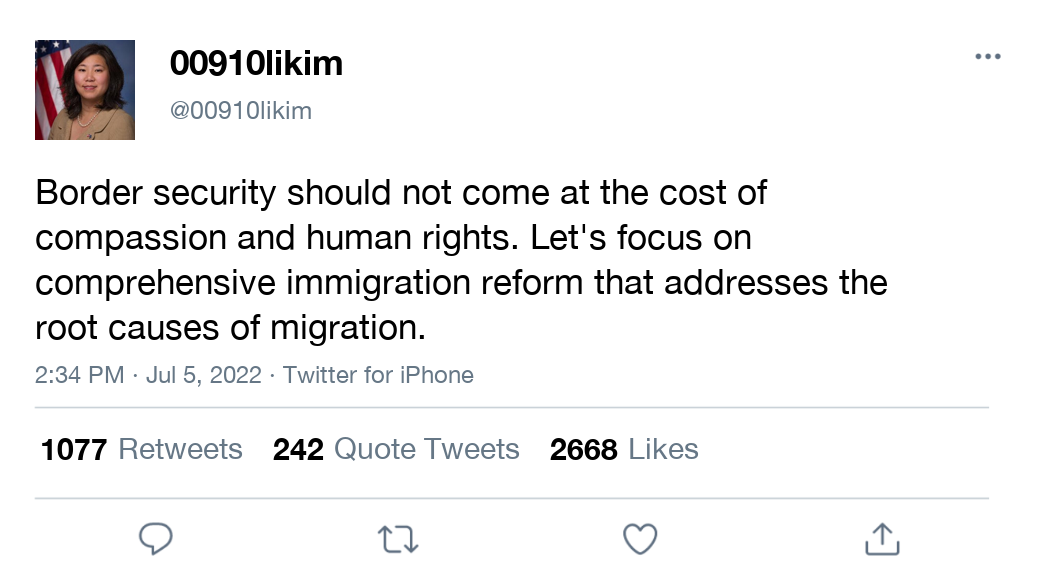 00910likim
@00910likim
Border security should not come at the cost of
compassion and human rights. Let's focus on
comprehensive immigration reform that addresses the
root causes of migration.
2:34 PM · Jul 5, 2022 · Twitter for iPhone
1077 Retweets 242 Quote Tweets 2668 Likes